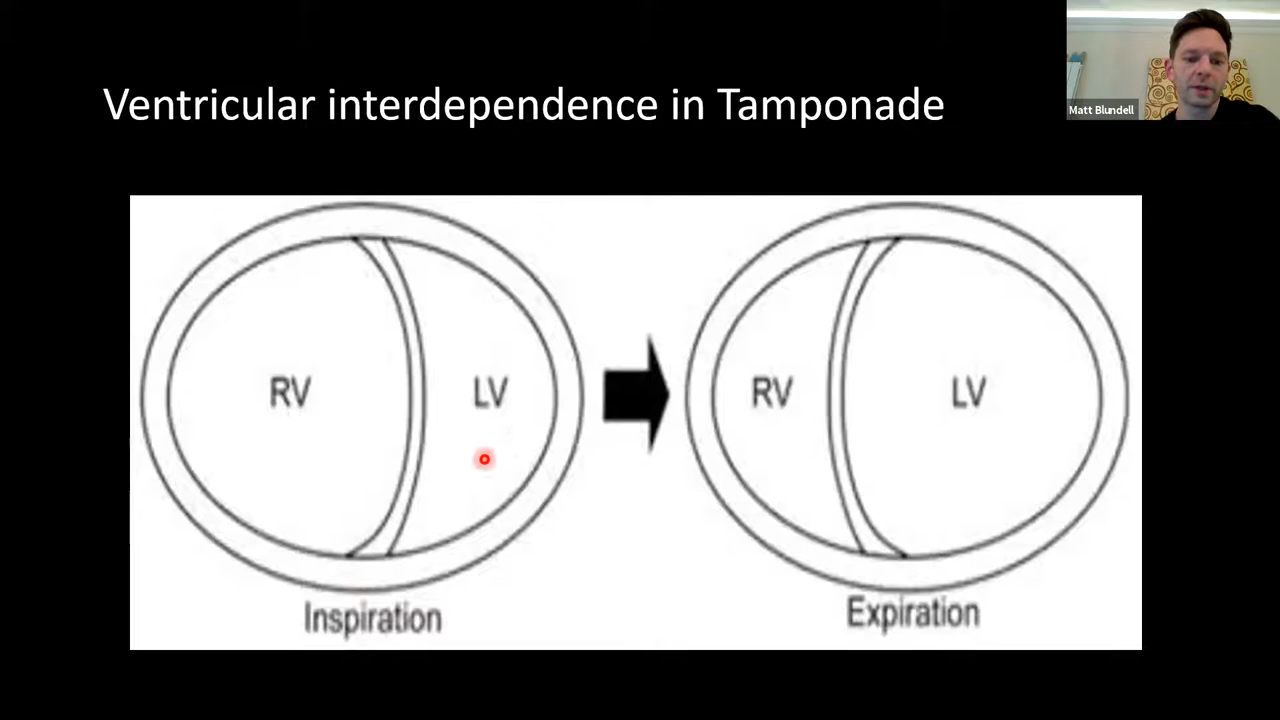 Ventricular interdependence in Tamponade
Matt Blundell
RV
LV
RV
LV
Inspiration
Expiration